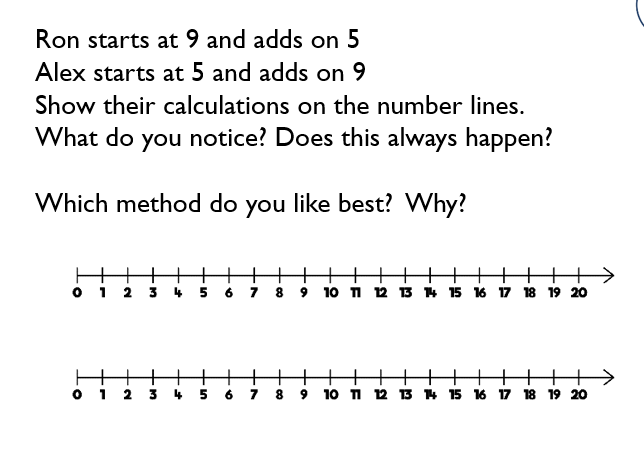 Ron starts at 9 and adds on 5
Alex starts at 5 and adds on 9
Show their calculations on the number lines.
What do you notice? Does this always happen?
Which method do you like best?  Why?
0 1 2 3 4 5 6 7 8 9 10 11 12 13 14 15 16 17 18 19 20
0 1 2 3 4 5 6 7 8 9 10 11 12 13 14 15 16 17 18 19 20